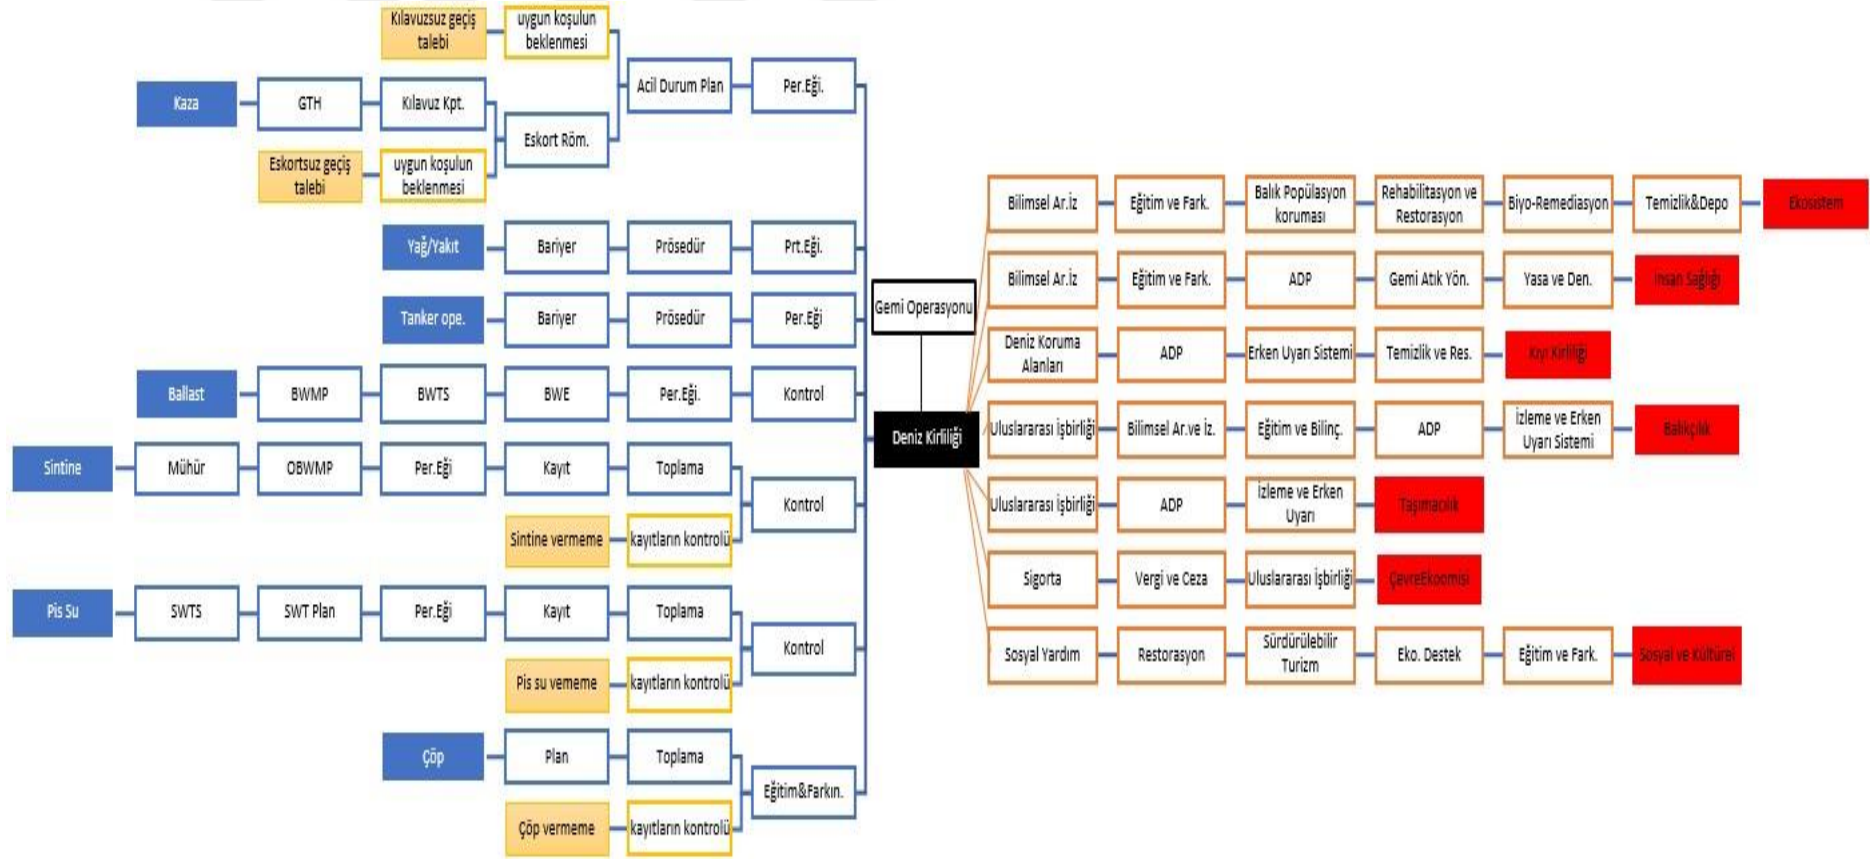 Kılavuzsuz geçiş
talebi
uygun koşulun
beklenmesi
Acil Durum Plan
Per.Eği.
Kaza
GTH
Kılavuz Kpt.
Eskort Röm.
Eskortsuz geçiş
talebi
uygun koşulun
beklenmesi
Yağ/Yakıt
Bariyer
Prösedür
Prt.Eği.
Tanker ope.
Bariyer
Prösedür
Per.Eği
Ballast
BWMP
BWTS
BWE
Per.Eği.
Kontrol
Sintine
Mühür
OBWMP
Per.Eği
Kayıt
Toplama
Kontrol
Sintine vermeme
kayıtların kontrolü
Pis Su
SWTS
SWT Plan
Per.Eği
Kayıt
Toplama
Kontrol
Pis su vememe
kayıtların kontrolü
Çöp
Plan
Toplama
Eğitim&Farkın.
Çöp vermeme
kayıtların kontrolü
Gemi Operasyonu
Deniz Kirliliği
Bilimsel Ar.İz
Eğitim ve Fark.
Balık Popülasyon
koruması
Rehabilitasyon ve
Restorasyon
Biyo-Remediasyon
Temizlik&Depo
Ekosistem
Bilimsel Ar.İz
Eğitim ve Fark.
ADP
Gemi Atık Yön.
Yasa ve Den.
İnsan Sağlığı
Deniz Koruma
Alanları
ADP
Erken Uyarı Sistemi
Temizlik ve Res.
Kıyı Kirliliği
Uluslararası İşbirliği
Bilimsel Ar.ve İz.
Eğitim ve Bilinç.
ADP
İzleme ve Erken
Uyarı Sistemi
Balıkçılık
Uluslararası İşbirliği
ADP
İzleme ve Erken
Uyarı
Taşımacılık
Sigorta
Vergi ve Ceza
Uluslararası İşbirliği
ÇevreEkoomisi
Sosyal Yardım
Restorasyon
Sürdürülebilir
Turizm
Eko. Destek
Eğitim ve Fark.
Sosyal ve Kültürel